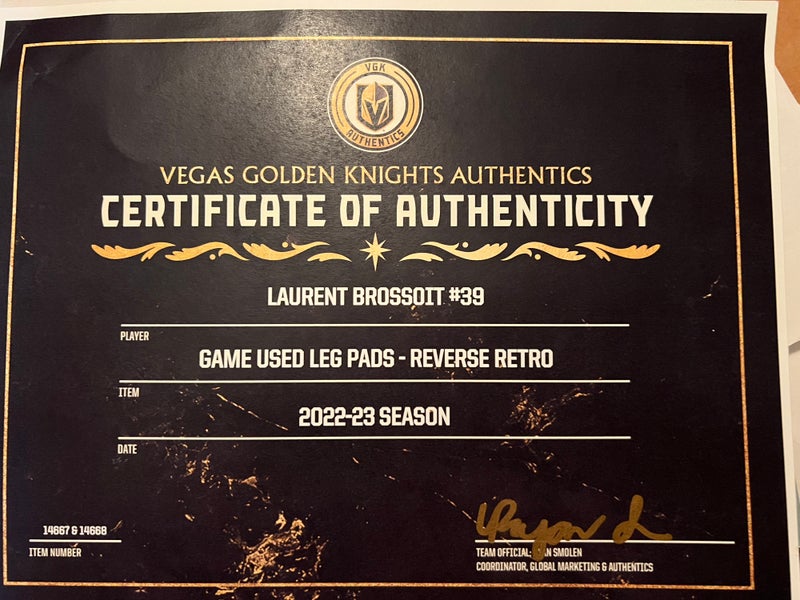 VGK
AUTHENTICS
VEGAS GOLDEN KNIGHTS AUTHENTICS
CERTIFICATE OF AUTHENTICITY
LAURENT BROSSOIT #39
PLAYER
GAME USED LEG PADS - REVERSE RETRO
ITEM
2022-23 SEASON
DATE
14667 & 14668
ITEM NUMBER
TEAM OFFICIAL: SMOLEN
COORDINATOR, GLOBAL MARKETING & AUTHENTICS